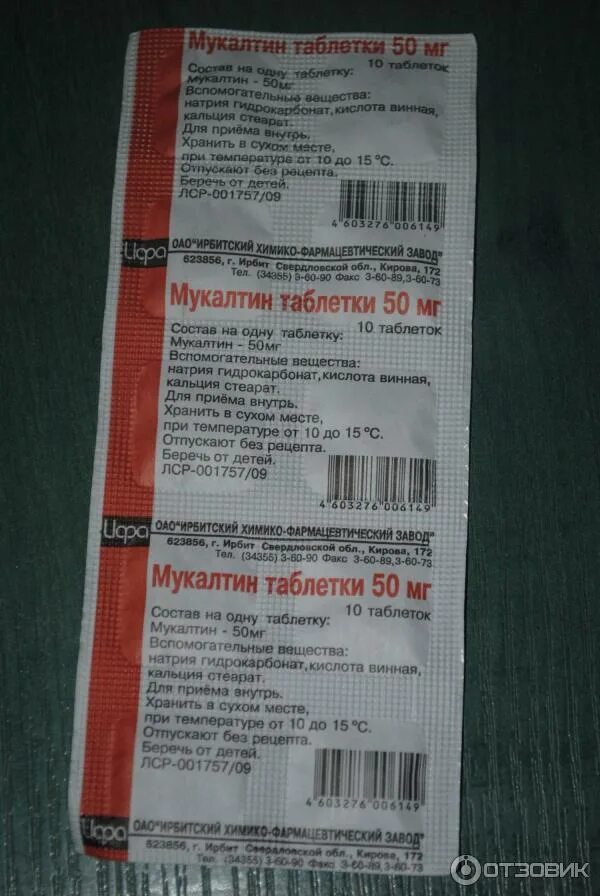 Мукалтин таблетки 50 мг
10 таблеток
Состав на одну таблетку:
мукалтин - 50мг
Вспомогательные вещества:
натрия гидрокарбонат,кислота винная,
кальция стеарат.
Для приёма внутрь.
Хранить в сухом месте,
при температуре от 10 до 15 °С.
Отпускают без рецепта.
Беречь от детей.
ЛСР-001757/09
4 603276 006149
Ифа
ОАО"ИРБИТСКИЙ ХИМИКО-ФАРМАЦЕВТИЧЕСКИЙ ЗАВОД"
623856, г. Ирбит Свердловской обл., Кирова, 172
Тел. (34355) 3-60-90 Факс 3-60-89,3-60-73
Мукалтин таблетки 50 мг
10 таблеток
Состав на одну таблетку:
Мукалтин - 50мг
Вспомогательные вещества:
натрия гидрокарбонат,кислота винная,
кальция стеарат.
Для приёма внутрь.
Хранить в сухом месте,
при температуре от 10 до 15 °С.
Отпускают без рецепта.
Беречь от детей.
ЛСР-001757/09
4 603276 006149
Ифа
ОАО"ИРБИТСКИЙ ХИМИКО-ФАРМАЦЕВТИЧЕСКИЙ ЗАВОД"
623856, г. Ирбит Свердловской обл., Кирова, 172
Тел. (34355) 3-60-90 Факс 3-60-89,3-60-73
Мукалтин таблетки 50 мг
10 таблеток
Состав на одну таблетку:
Мукалтин - 50мг
Вспомогательные вещества:
натрия гидрокарбонат,кислота винная,
кальция стеарат.
Для приёма внутрь.
Хранить в сухом месте,
при температуре от 10 до 15 °С.
Отпускают без рецепта.
Беречь от детей.
ЛСР-001757/09
4 603276 006149
Ифа
ОАО"ИРБИТСКИЙ ХИМИКО-ФАРМАЦЕВТИЧЕСКИЙ ЗАВОД"
623856, г. Ирбит Свердловской обл., Кирова, 172
Тел. (34355) 3-60-90 Факс 3-60-89,3-60-73
ОТЗОВИК